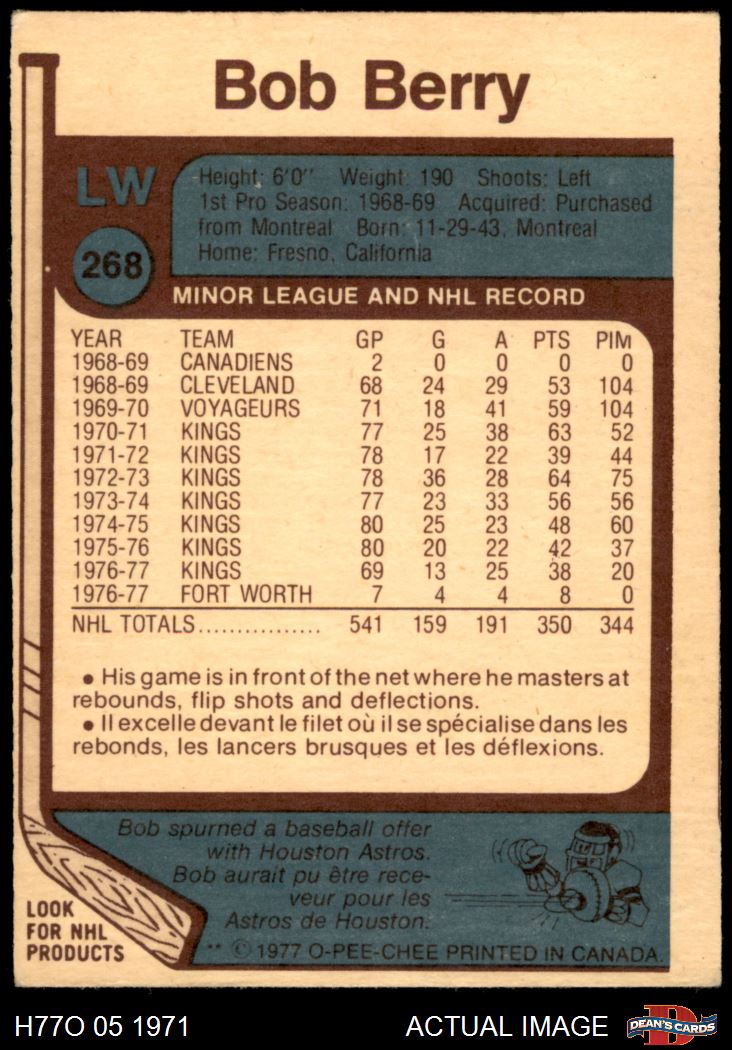 Bob Berry
LW
Height: 6'0" Weight: 190 Shoots: Left
1st Pro Season: 1968-69 Acquired: Purchased
from Montreal Born: 11-29-43, Montreal
Home: Fresno, California
268
MINOR LEAGUE AND NHL RECORD
YEAR TEAM GP G A PTS PIM
1968-69 CANADIENS 2 0 0 0 0
1968-69 CLEVELAND 68 24 29 53 104
1969-70 VOYAGEURS 71 18 41 59 104
1970-71 KINGS 77 25 38 63 52
1971-72 KINGS 78 17 22 39 44
1972-73 KINGS 78 36 28 64 75
1973-74 KINGS 77 23 33 56 56
1974-75 KINGS 80 25 23 48 60
1975-76 KINGS 80 20 22 42 37
1976-77 KINGS 69 13 25 38 20
1976-77 FORT WORTH 7 4 4 8 0
NHL TOTALS................ 541 159 191 350 344
• His game is in front of the net where he masters at
rebounds, flip shots and deflections.
• Il excelle devant le filet où il se spécialise dans les
rebonds, les lancers brusques et les déflexions.
Bob spurned a baseball offer
with Houston Astros.
Bob aurait pu être rece-
veur pour les
Astros de Houston.
LOOK
FOR NHL
PRODUCTS
** © 1977 O-PEE-CHEE PRINTED IN CANADA.
H77O 05 1971 ACTUAL IMAGE
D
DEAN'S CARDS